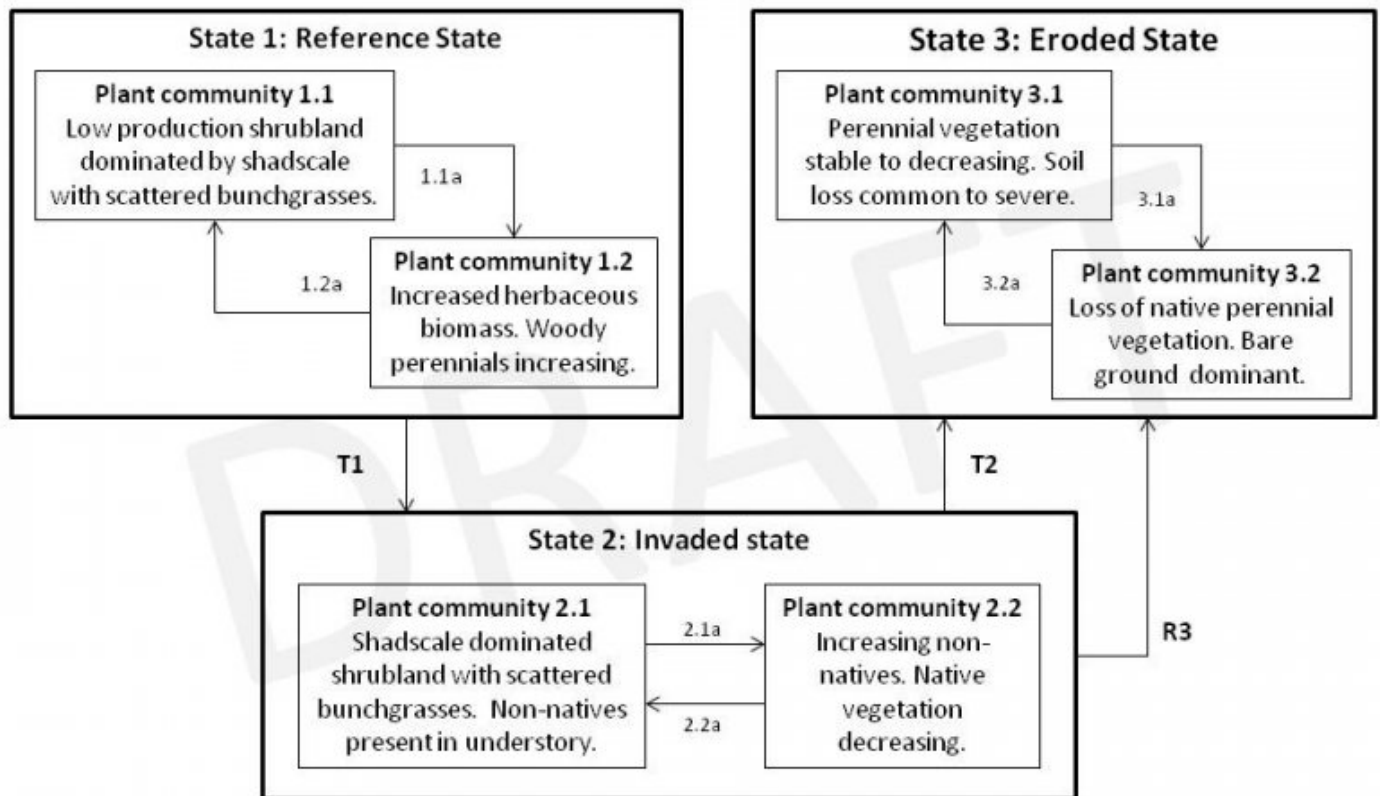 State 1: Reference State
Plant community 1.1
Low production shrubland
dominated by shadscale
with scattered bunchgrasses.
1.1a
1.2a
Plant community 1.2
Increased herbaceous
biomass. Woody
perennials increasing.
State 3: Eroded State
Plant community 3.1
Perennial vegetation
stable to decreasing. Soil
loss common to severe.
3.1a
3.2a
Plant community 3.2
Loss of native perennial
vegetation. Bare
ground dominant.
T1
T2
R3
State 2: Invaded state
Plant community 2.1
Shadscale dominated
shrubland with scattered
bunchgrasses. Non-natives
present in understory.
2.1a
2.2a
Plant community 2.2
Increasing non-
natives. Native
vegetation
decreasing.
DRAFT